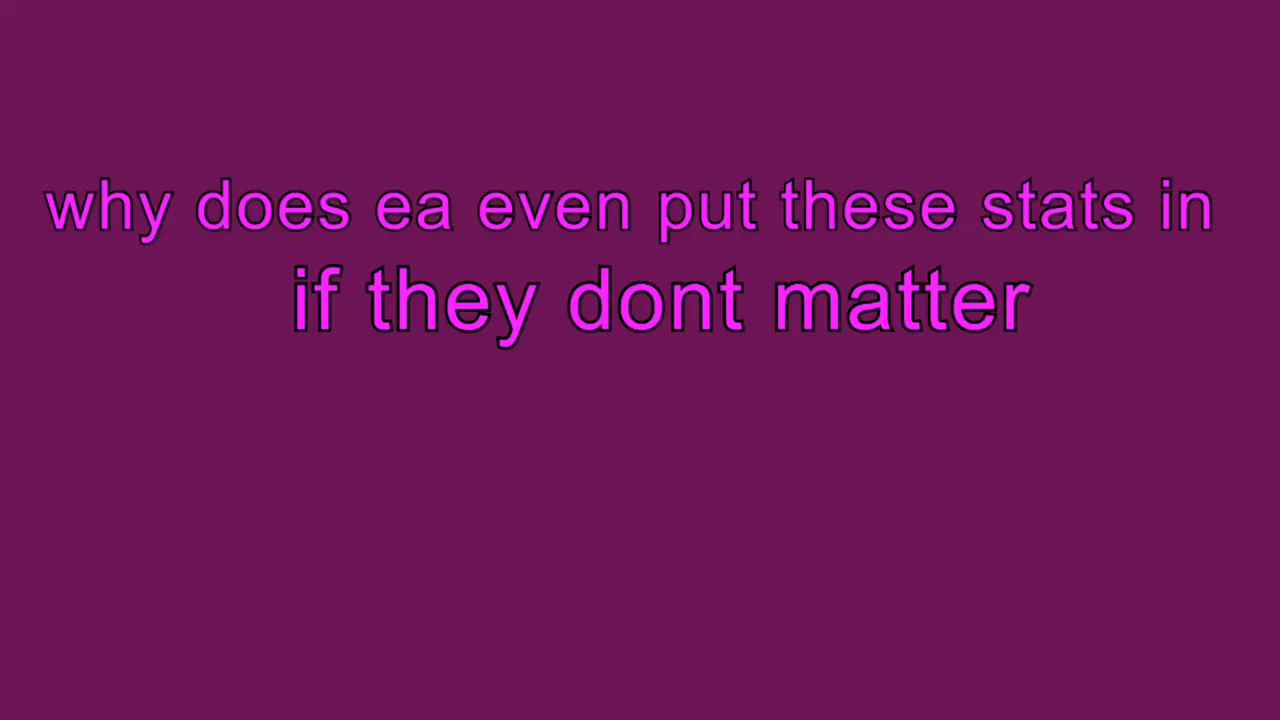 why does ea even put these stats in
if they dont matter